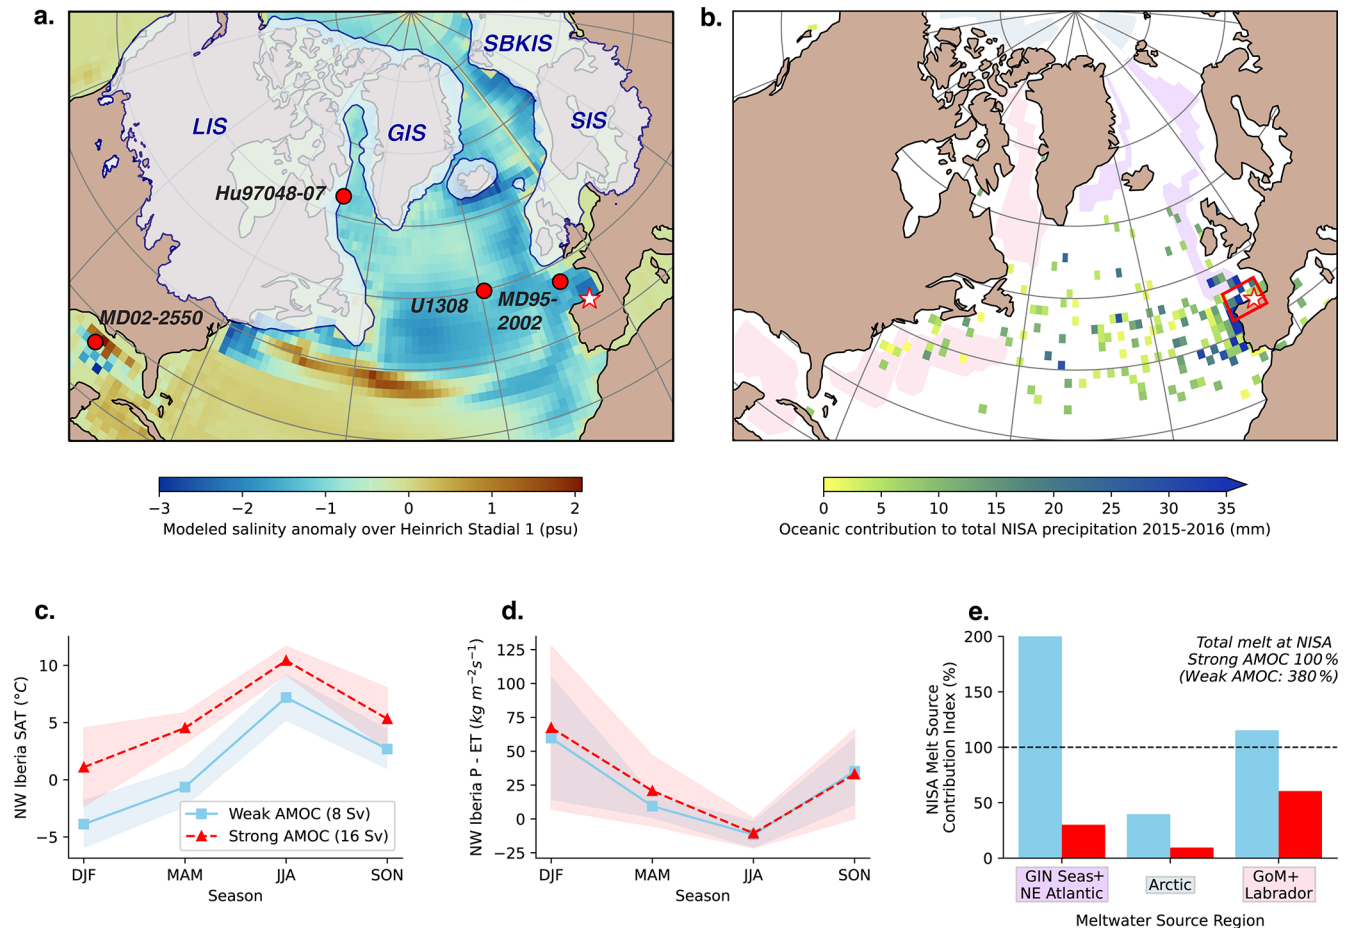 a.
SBKIS
LIS
GIS
SIS
Hu97048-07
U1308
MD95-
2002
MD02-2550
−3
−2
−1
0
1
2
Modeled salinity anomaly over Heinrich Stadial 1 (psu)
b.
0
5
10
15
20
25
30
35
Oceanic contribution to total NISA precipitation 2015-2016 (mm)
c.
NW Iberia SAT (°C)
10
5
0
−5
Weak AMOC (8 Sv)
Strong AMOC (16 Sv)
DJF
MAM
JJA
SON
Season
d.
NW Iberia P - ET (kg m−2s−1)
125
100
75
50
25
0
−25
DJF
MAM
JJA
SON
Season
e.
NISA Melt Source
Contribution Index (%)
200
150
100
50
0
Total melt at NISA
Strong AMOC 100%
(Weak AMOC: 380%)
GIN Seas+
NE Atlantic
Arctic
GoM+
Labrador
Meltwater Source Region